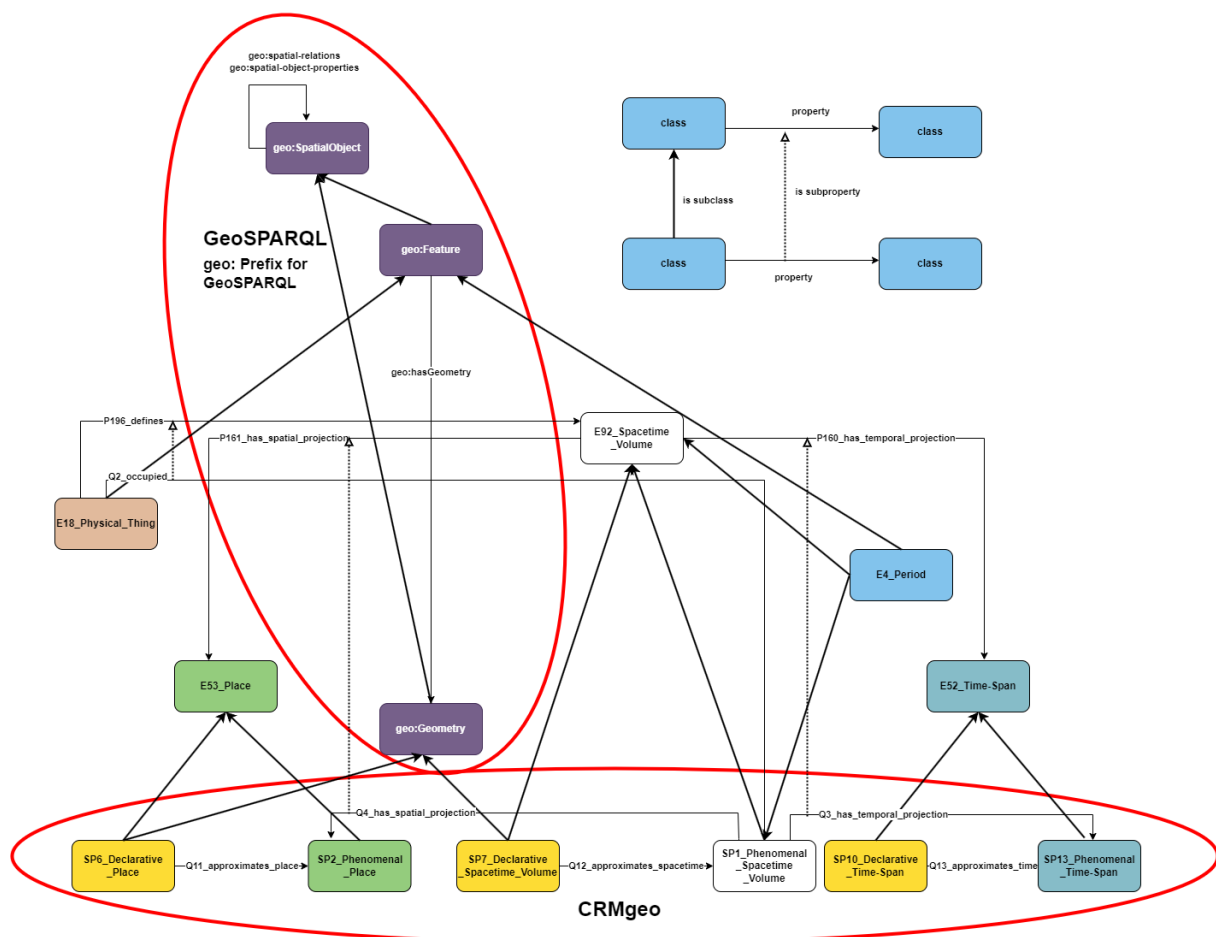 geo:spatial-relations
geo:spatial-object-properties
geo:SpatialObject
class
property
class
is subclass
is subproperty
GeoSPARQL
geo: Prefix for
GeoSPARQL
geo:Feature
class
property
class
geo:hasGeometry
P196_defines
E92_Spacetime
_Volume
P161_has_spatial_projection
P160_has_temporal_projection
Q2_occupied
E18_Physical_Thing
E4_Period
E53_Place
E52_Time-Span
geo:Geometry
Q4_has_spatial_projection
Q3_has_temporal_projection
SP6_Declarative
_Place
Q11_approximates_place
SP2_Phenomenal
_Place
SP7_Declarative
_Spacetime_Volume
Q12_approximates_spacetime
SP1_Phenomenal
_Spacetime
_Volume
SP10_Declarative
_Time-Span
Q13_approximates_time
SP13_Phenomenal
_Time-Span
CRMgeo